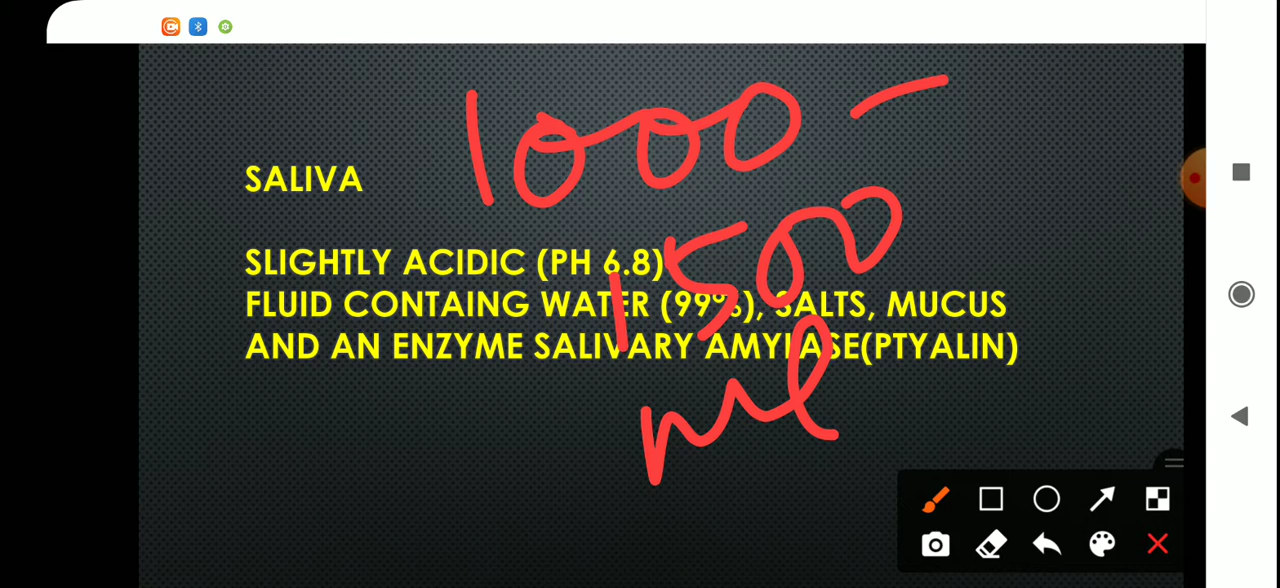 1000 -
SALIVA
1500
SLIGHTLY ACIDIC (PH 6.8)
FLUID CONTAING WATER (99%), SALTS, MUCUS
AND AN ENZYME SALIVARY AMYLASE(PTYALIN)
ml